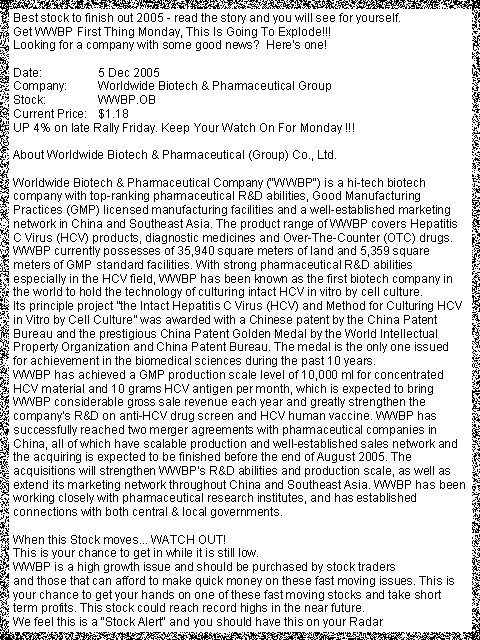 Best stock to finish out 2005 - read the story and you will see for yourself.
Get WWBP First Thing Monday, This Is Going To Explode!!!
Looking for a company with some good news?  Here's one!
Date: 5 Dec 2005
Company: Worldwide Biotech & Pharmaceutical Group
Stock: WWBP.OB
Current Price: $1.18
UP 4% on late Rally Friday. Keep Your Watch On For Monday !!!
About Worldwide Biotech & Pharmaceutical (Group) Co., Ltd.
Worldwide Biotech & Pharmaceutical Company ("WWBP") is a hi-tech biotech
company with top-ranking pharmaceutical R&D abilities, Good Manufacturing
Practices (GMP) licensed manufacturing facilities and a well-established marketing
network in China and Southeast Asia. The product range of WWBP covers Hepatitis
C Virus (HCV) products, diagnostic medicines and Over-The-Counter (OTC) drugs.
WWBP currently possesses of 35,940 square meters of land and 5,359 square
meters of GMP standard facilities. With strong pharmaceutical R&D abilities
especially in the HCV field, WWBP has been known as the first biotech company in
the world to hold the technology of culturing intact HCV in vitro by cell culture.
Its principle project "the Intact Hepatitis C Virus (HCV) and Method for Culturing HCV
in Vitro by Cell Culture" was awarded with a Chinese patent by the China Patent
Bureau and the prestigious China Patent Golden Medal by the World Intellectual
Property Organization and China Patent Bureau. The medal is the only one issued
for achievement in the biomedical sciences during the past 10 years.
WWBP has achieved a GMP production scale level of 10,000 ml for concentrated
HCV material and 10 grams HCV antigen per month, which is expected to bring
WWBP considerable gross sale revenue each year and greatly strengthen the
company's R&D on anti-HCV drug screen and HCV human vaccine. WWBP has
successfully reached two merger agreements with pharmaceutical companies in
China, all of which have scalable production and well-established sales network and
the acquiring is expected to be finished before the end of August 2005. The
acquisitions will strengthen WWBP's R&D abilities and production scale, as well as
extend its marketing network throughout China and Southeast Asia. WWBP has been
working closely with pharmaceutical research institutes, and has established
connections with both central & local governments.
When this Stock moves... WATCH OUT!
This is your chance to get in while it is still low.
WWBP is a high growth issue and should be purchased by stock traders
and those that can afford to make quick money on these fast moving issues. This is
your chance to get your hands on one of these fast moving stocks and take short
term profits. This stock could reach record highs in the near future.
We feel this is a "Stock Alert" and you should have this on your Radar